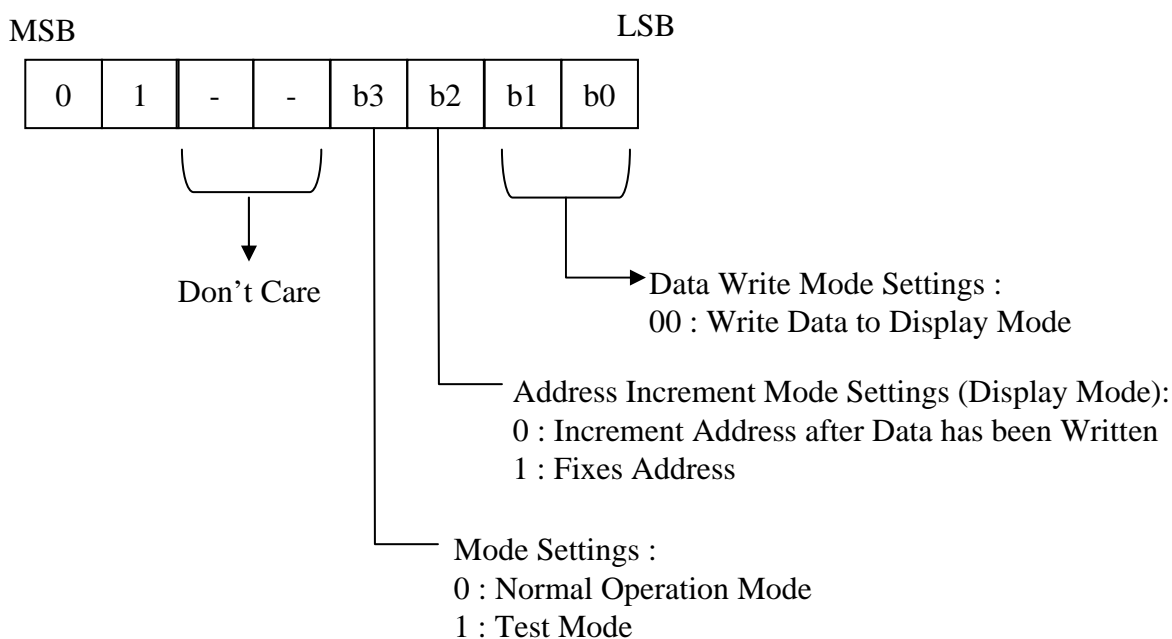 MSB LSB
0 1 - - b3 b2 b1 b0
Don’t Care
Data Write Mode Settings :
00 : Write Data to Display Mode
Address Increment Mode Settings (Display Mode):
0 : Increment Address after Data has been Written
1 : Fixes Address
Mode Settings :
0 : Normal Operation Mode
1 : Test Mode